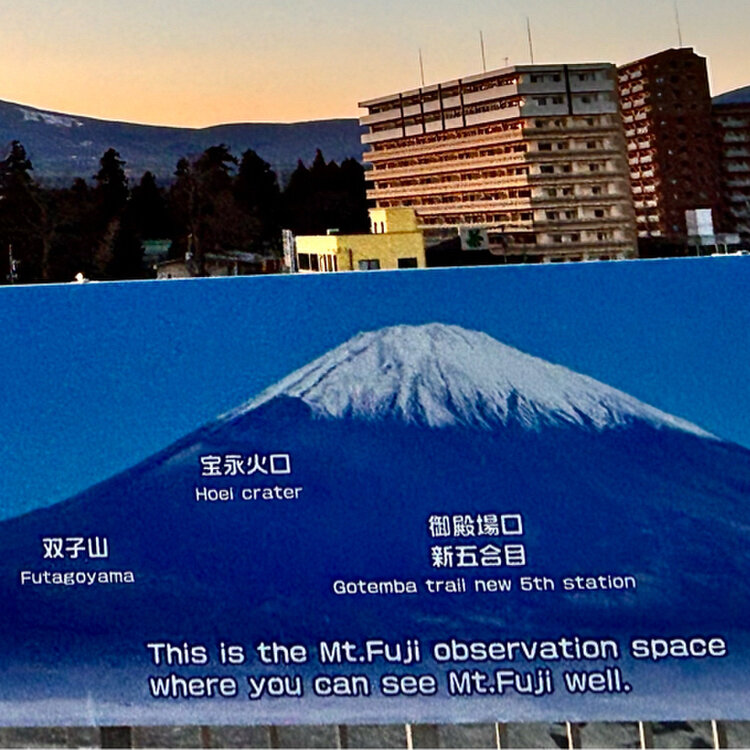 宝永火口
Hoei crater
双子山
Futagoyama
御殿場口
新五合目
Gotemba trail new 5th station
This is the Mt.Fuji observation space
where you can see Mt.Fuji well.